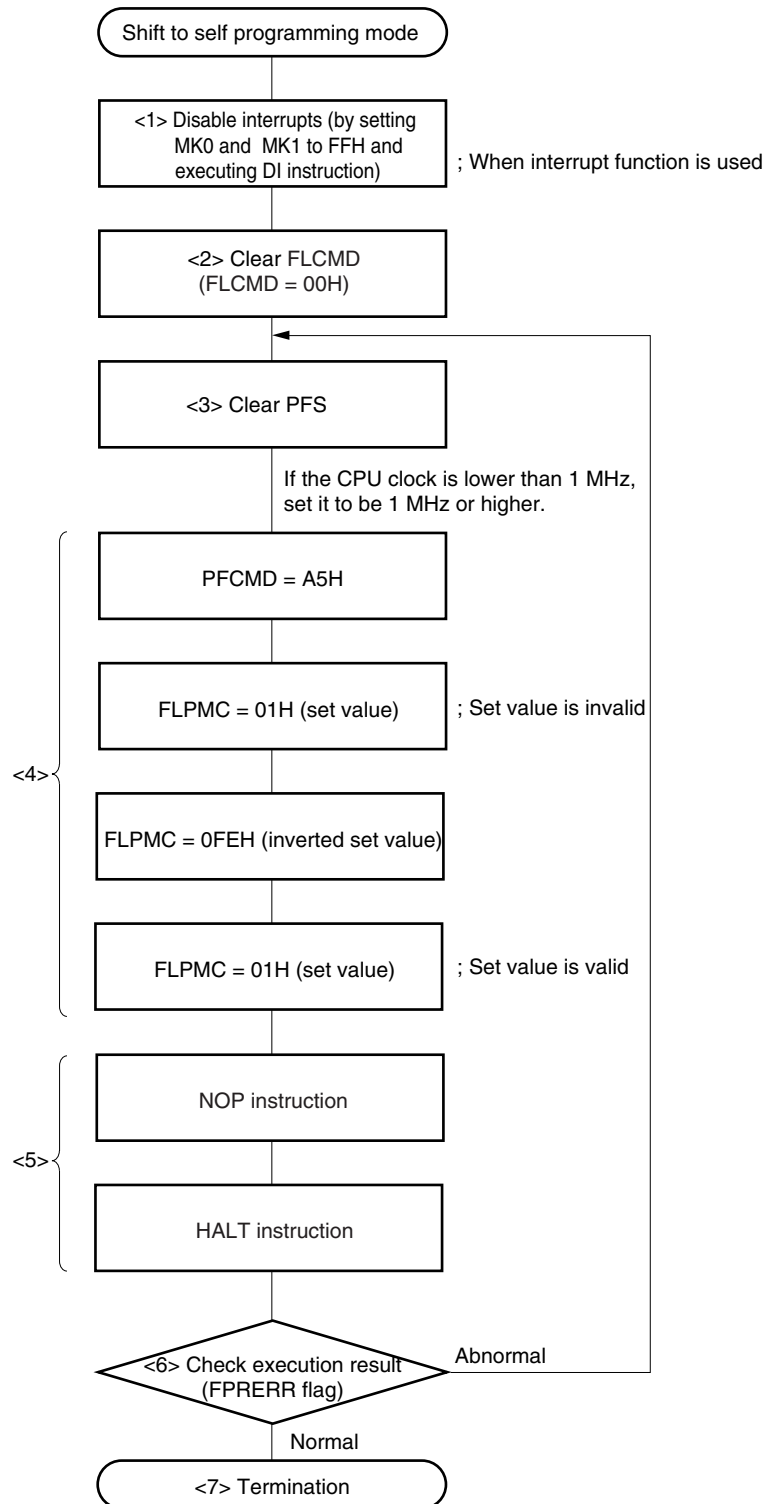 Shift to self programming mode
<1> Disable interrupts (by setting
MK0 and MK1 to FFH and
executing DI instruction)
; When interrupt function is used
<2> Clear FLCMD
(FLCMD = 00H)
<3> Clear PFS
If the CPU clock is lower than 1 MHz,
set it to be 1 MHz or higher.
PFCMD = A5H
FLPMC = 01H (set value)
; Set value is invalid
<4>
FLPMC = 0FEH (inverted set value)
FLPMC = 01H (set value)
; Set value is valid
NOP instruction
<5>
HALT instruction
<6> Check execution result
(FPRERR flag)
Abnormal
Normal
<7> Termination